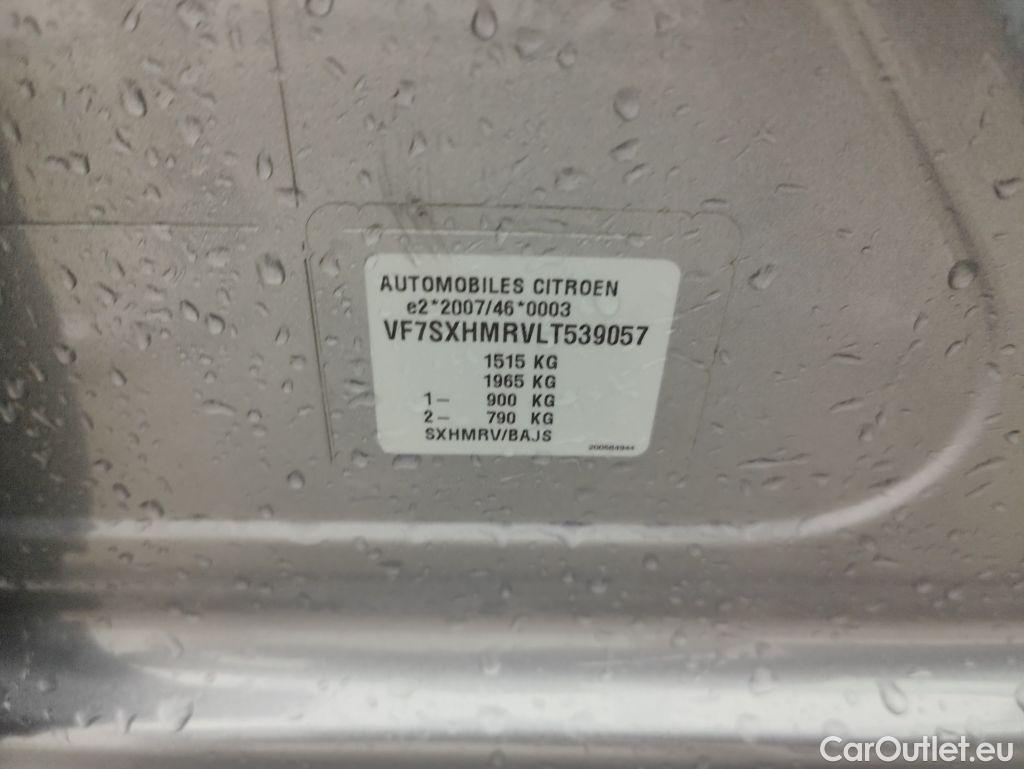 AUTOMOBILES CITROEN
e2*2007/46*0003
VF7SXHMRVLT539057
1515 KG
1965 KG
1- 900 KG
2- 790 KG
SXHMRV/BAJS
200684944
CarOutlet.eu